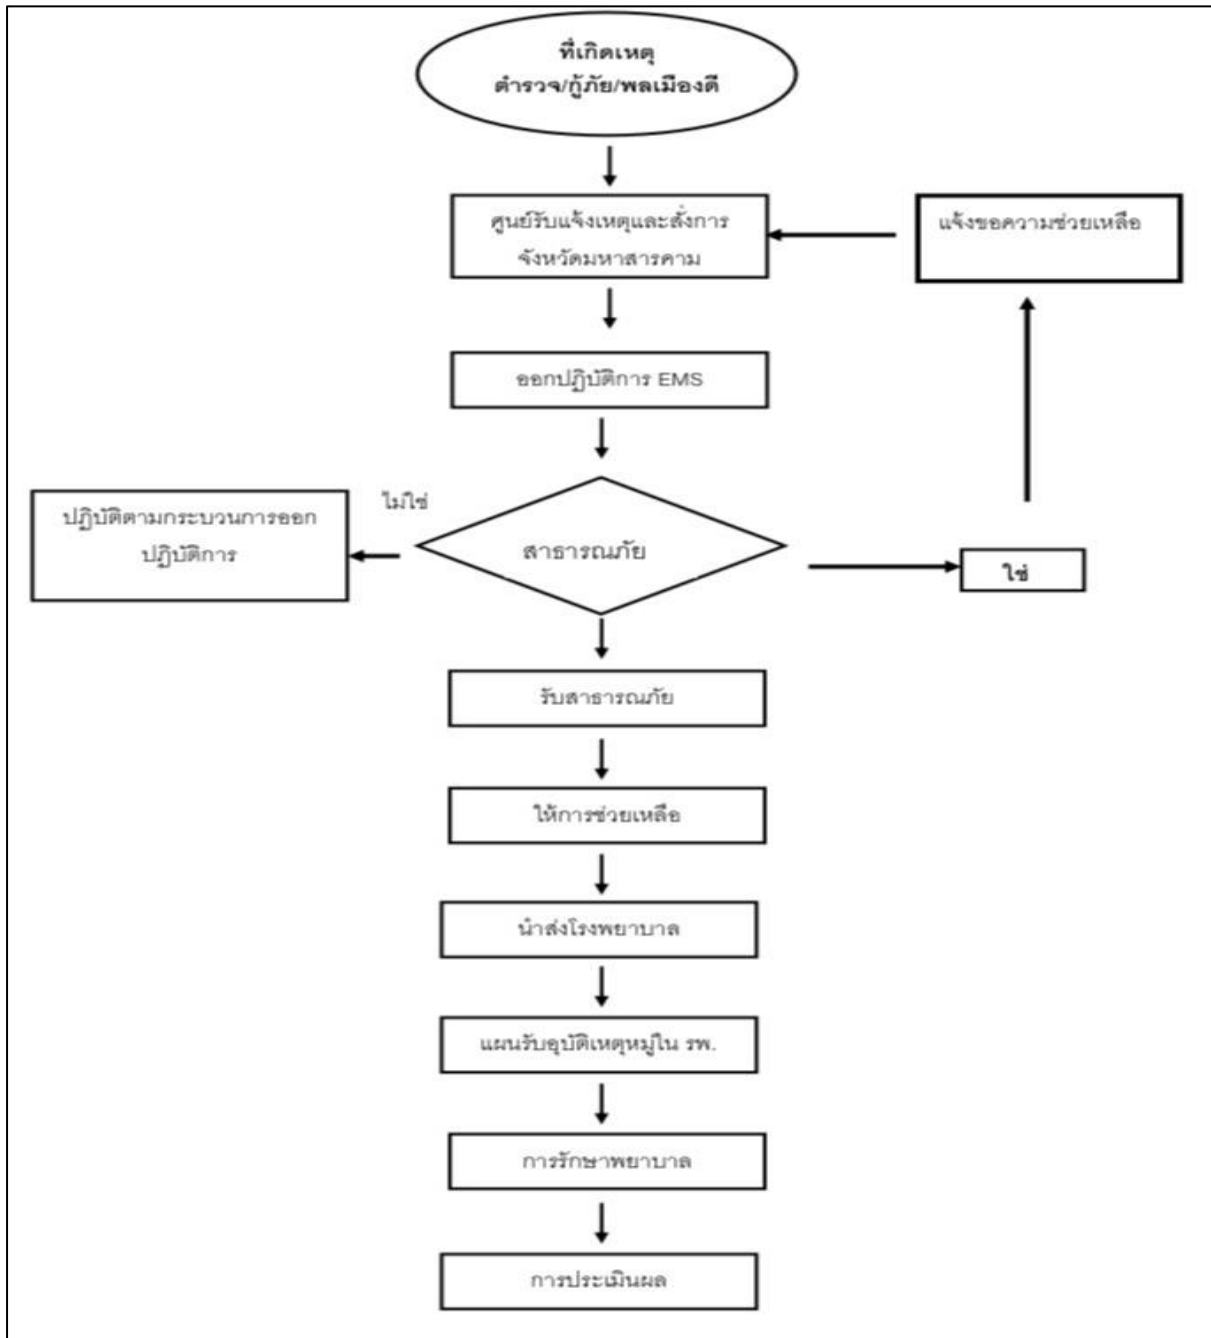 ที่เกิดเหตุ
ตำรวจ/กู้ภัย/พลเมืองดี
ศูนย์รับแจ้งเหตุและสั่งการ
จังหวัดมหาสารคาม
แจ้งขอความช่วยเหลือ
ออกปฏิบัติการ EMS
ไม่ใช่
ปฏิบัติตามกระบวนการออก
ปฏิบัติการ
สาธารณภัย
ใช่
รับสาธารณภัย
ให้การช่วยเหลือ
นำส่งโรงพยาบาล
แผนรับอุบัติเหตุหมู่ใน รพ.
การรักษาพยาบาล
การประเมินผล